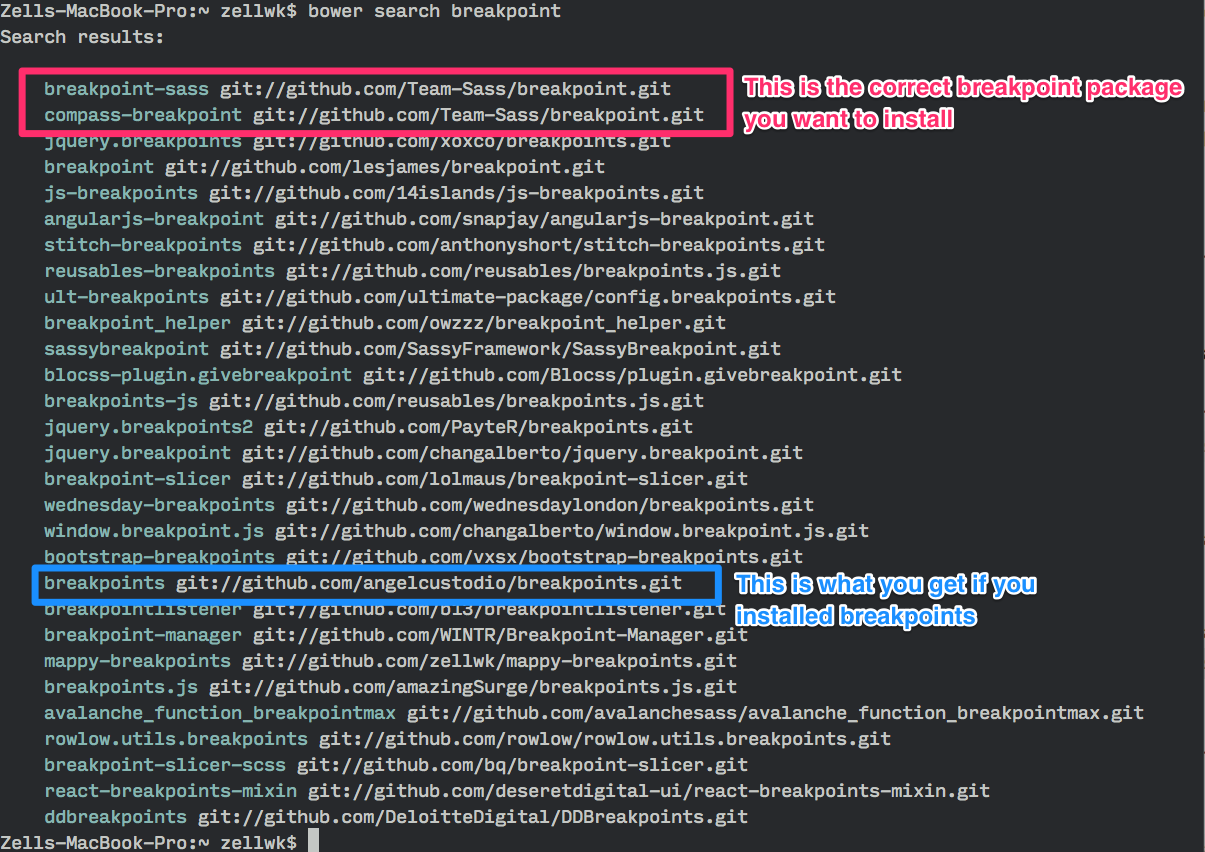 Zells-MacBook-Pro:~ zellwk$ bower search breakpoint
Search results:
breakpoint-sass git://github.com/Team-Sass/breakpoint.git
compass-breakpoint git://github.com/Team-Sass/breakpoint.git
This is the correct breakpoint package
you want to install
jquery.breakpoints git://github.com/xoxco/breakpoints.git
breakpoint git://github.com/lesjames/breakpoint.git
js-breakpoints git://github.com/14islands/js-breakpoints.git
angularjs-breakpoint git://github.com/snapjay/angularjs-breakpoint.git
stitch-breakpoints git://github.com/anthonyshort/stitch-breakpoints.git
reusables-breakpoints git://github.com/reusables/breakpoints.js.git
ult-breakpoints git://github.com/ultimate-package/config.breakpoints.git
breakpoint_helper git://github.com/owzzz/breakpoint_helper.git
sassybreakpoint git://github.com/SassyFramework/SassyBreakpoint.git
blocss-plugin.givebreakpoint git://github.com/Blocss/plugin.givebreakpoint.git
breakpoints-js git://github.com/reusables/breakpoints.js.git
jquery.breakpoints2 git://github.com/PayteR/breakpoints.git
jquery.breakpoint git://github.com/changalberto/jquery.breakpoint.git
breakpoint-slicer git://github.com/lolmaus/breakpoint-slicer.git
wednesday-breakpoints git://github.com/wednesdaylondon/breakpoints.git
window.breakpoint.js git://github.com/changalberto/window.breakpoint.js.git
bootstrap-breakpoints git://github.com/vxsx/bootstrap-breakpoints.git
breakpoints git://github.com/angelcustodio/breakpoints.git
This is what you get if you
installed breakpoints
breakpointlistener git://github.com/bl3/breakpointlistener.git
breakpoint-manager git://github.com/WINTR/Breakpoint-Manager.git
mappy-breakpoints git://github.com/zellwk/mappy-breakpoints.git
breakpoints.js git://github.com/amazingSurge/breakpoints.js.git
avalanche_function_breakpointmax git://github.com/avalanchesass/avalanche_function_breakpointmax.git
rowlow.utils.breakpoints git://github.com/rowlow/rowlow.utils.breakpoints.git
breakpoint-slicer-scss git://github.com/bq/breakpoint-slicer.git
react-breakpoints-mixin git://github.com/deseretdigital-ui/react-breakpoints-mixin.git
ddbreakpoints git://github.com/DeloitteDigital/DDBreakpoints.git
Zells-MacBook-Pro:~ zellwk$